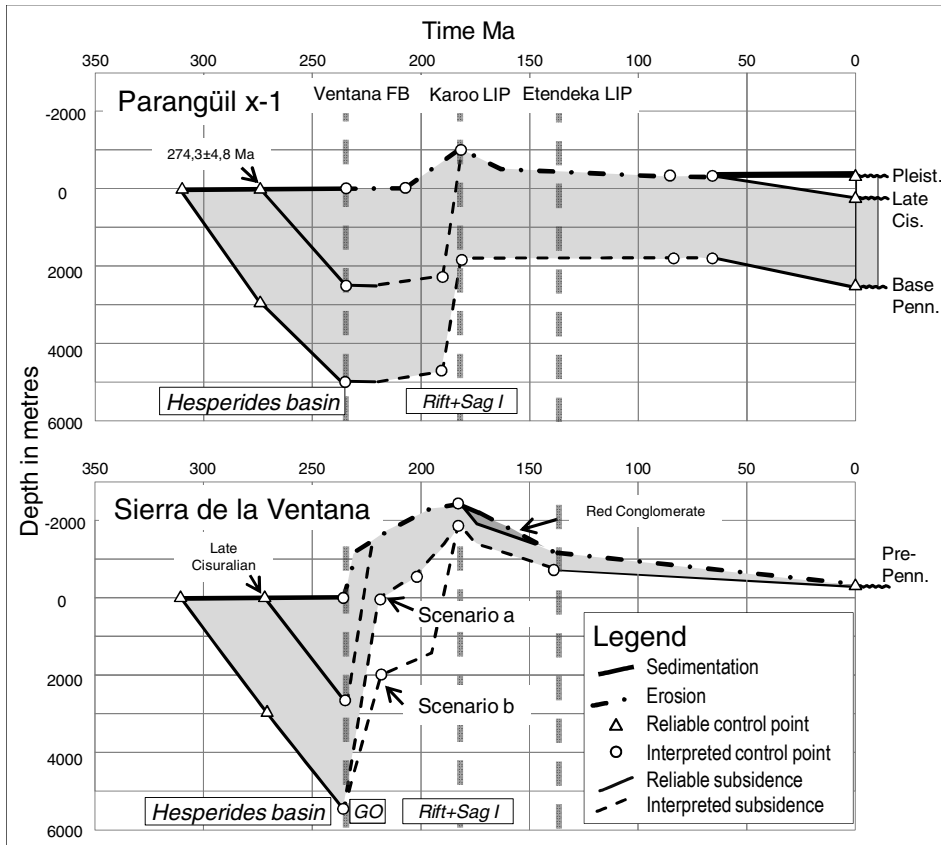 Time Ma
350 300 250 200 150 100 50 0
Parangüil x-1
Ventana FB
Karoo LIP
Etendeka LIP
-2000
274,3±4,8 Ma
0
Pleist.
Late
Cis.
2000
Base
Penn.
4000
Hesperides basin
Rift+Sag I
6000
Depth in metres
350 300 250 200 150 100 50 0
Sierra de la Ventana
-2000
Red Conglomerate
Late
Cisuralian
Pre-
Penn.
0
Scenario a
2000
Scenario b
4000
Hesperides basin
GO
Rift+Sag I
6000
Legend
Sedimentation
Erosion
Reliable control point
Interpreted control point
Reliable subsidence
Interpreted subsidence